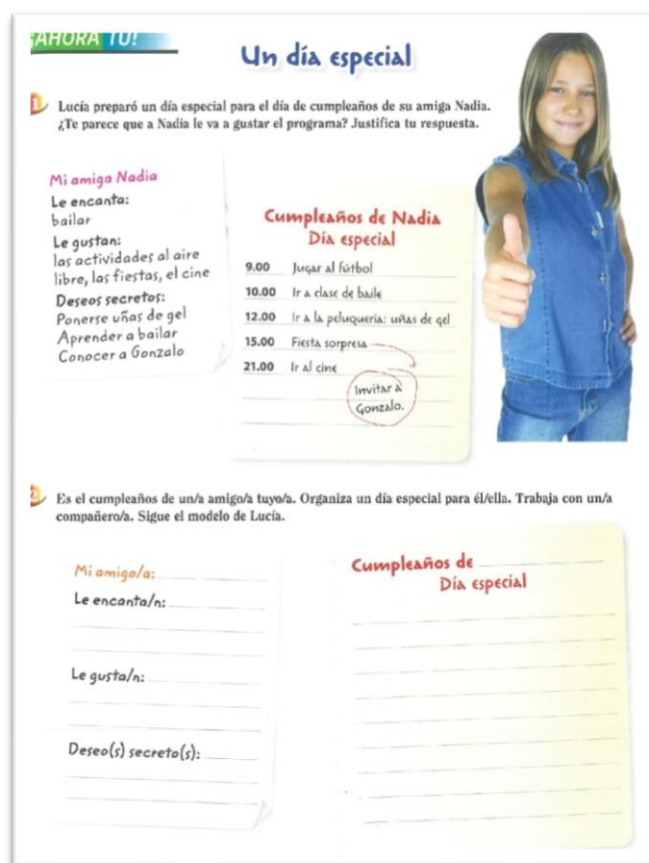 ¡AHORA TÚ!
Un día especial
1 Lucía preparó un día especial para el día de cumpleaños de su amiga Nadia.
¿Te parece que a Nadia le va a gustar el programa? Justifica tu respuesta.
Mi amiga Nadia
Le encanta:
bailar
Le gustan:
las actividades al aire
libre, las fiestas, el cine
Deseos secretos:
Ponerse uñas de gel
Aprender a bailar
Conocer a Gonzalo
Cumpleaños de Nadia
Día especial
9.00 Jugar al fútbol
10.00 Ir a clase de baile
12.00 Ir a la peluquería: uñas de gel
15.00 Fiesta sorpresa
21.00 Ir al cine
Invitar a
Gonzalo.
2 Es el cumpleaños de un/a amigo/a tuyo/a. Organiza un día especial para él/ella. Trabaja con un/a
compañero/a. Sigue el modelo de Lucía.
Mi amigo/a:
Le encanta/n:
Le gusta/n:
Deseo(s) secreto(s):
Cumpleaños de
Día especial